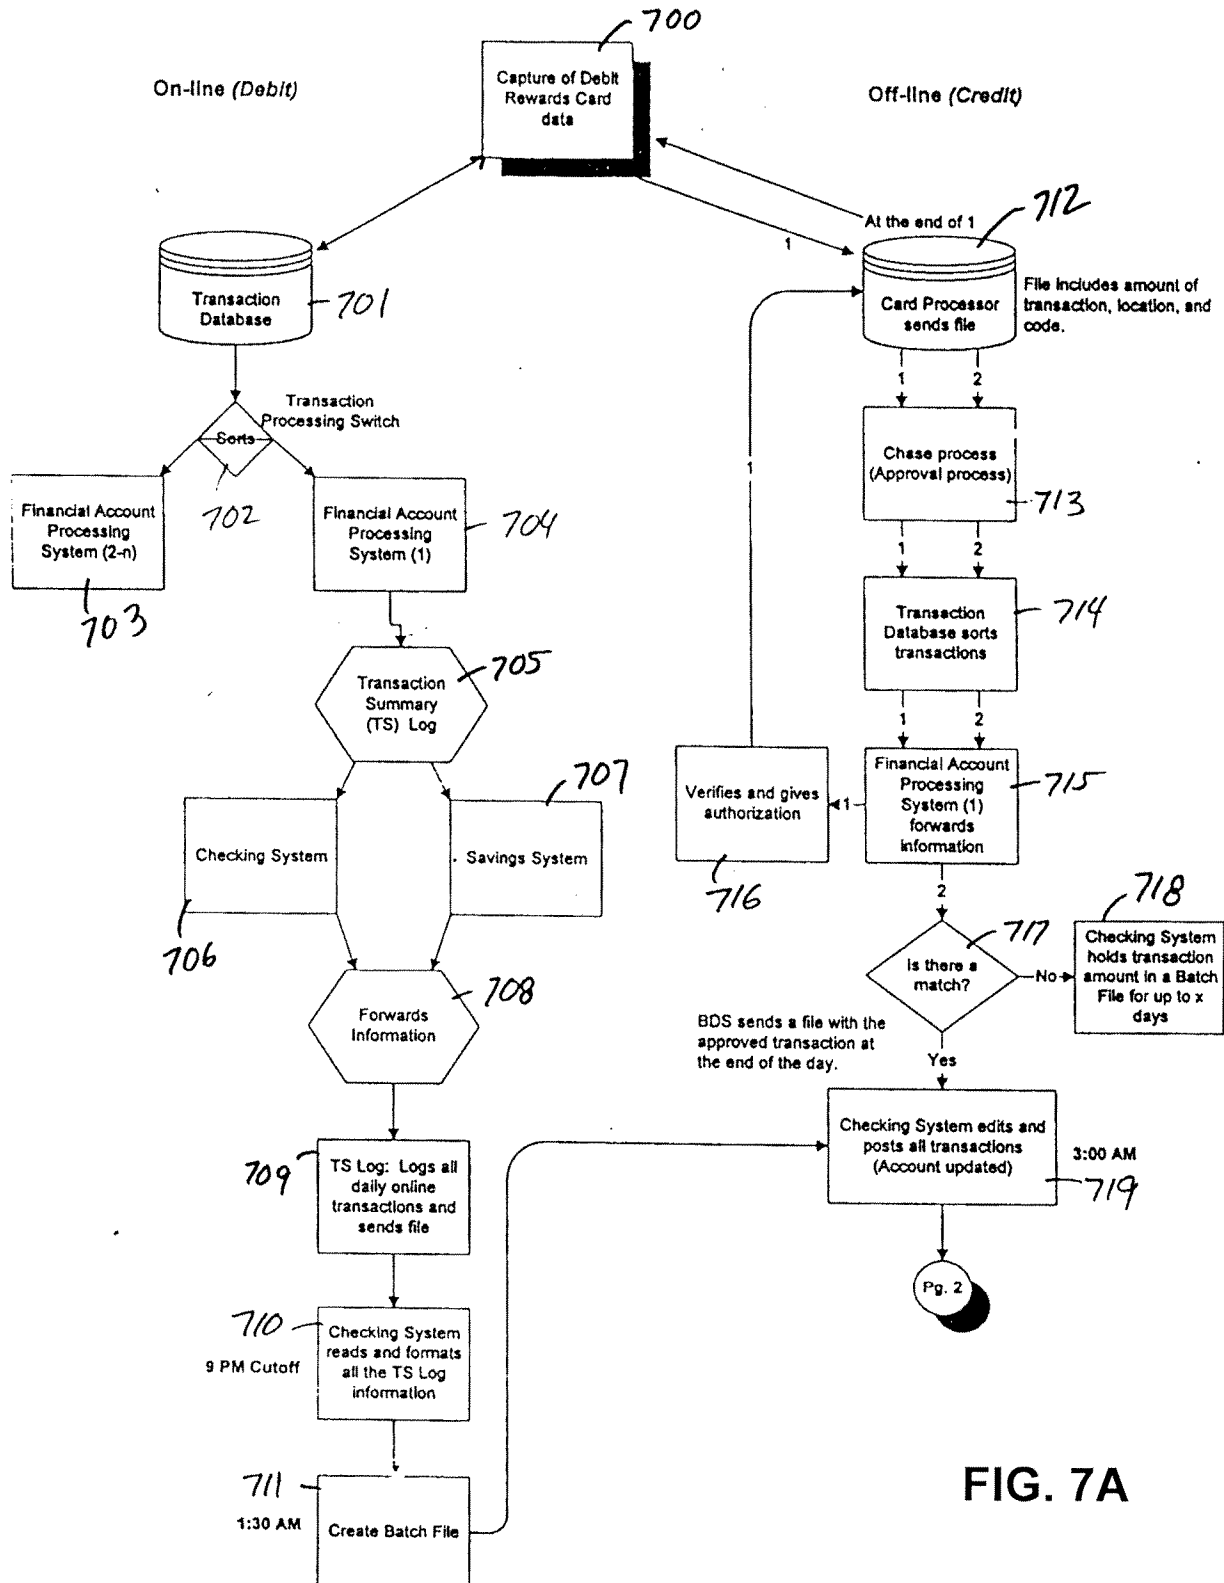 700
Capture of Debit
Rewards Card
data
On-line (Debit)
Off-line (Credit)
712
At the end of 1
1
Transaction
Database
701
Card Processor
sends file
File includes amount of
transaction, location, and
code.
1
2
Transaction
Processing Switch
Sorts
702
Chase process
(Approval process)
713
Financial Account
Processing
System (2-n)
703
Financial Account
Processing
System (1)
704
1
1
2
Transaction
Database sorts
transactions
714
705
Transaction
Summary
(TS) Log
1
2
707
Verifies and gives
authorization
716
1
Financial Account
Processing
System (1)
forwards
information
715
Checking System
706
Savings System
2
717
Is there a
match?
No
718
Checking System
holds transaction
amount in a Batch
File for up to x
days
708
Forwards
Information
BDS sends a file with the
approved transaction at
the end of the day.
Yes
709
TS Log: Logs all
daily online
transactions and
sends file
Checking System edits and
posts all transactions
(Account updated)
3:00 AM
719
Pg. 2
710
9 PM Cutoff
Checking System
reads and formats
all the TS Log
information
711
1:30 AM
Create Batch File
FIG. 7A